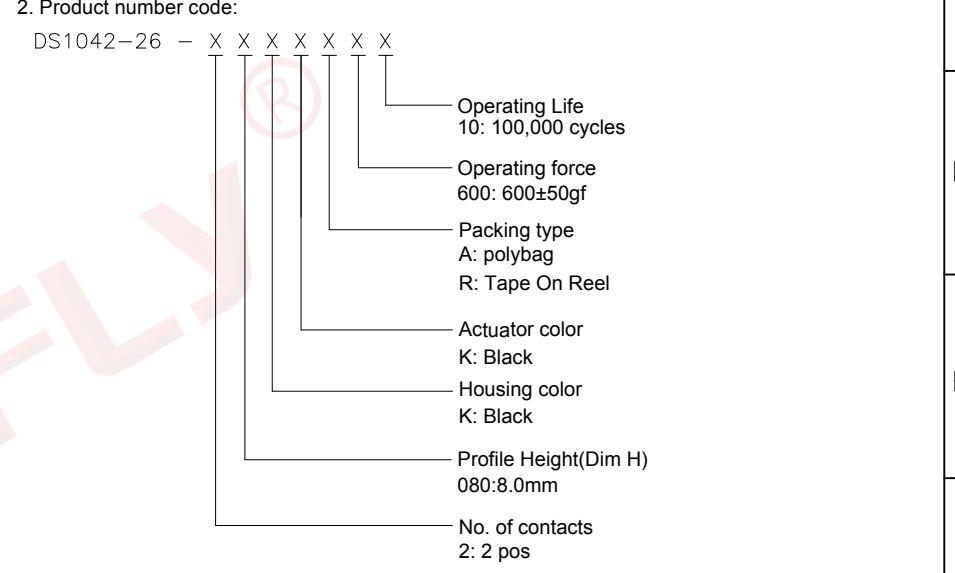 2. Product number code:
DS1042-26 - X X X X X X X
Operating Life
10: 100,000 cycles
Operating force
600: 600±50gf
Packing type
A: polybag
R: Tape On Reel
Actuator color
K: Black
Housing color
K: Black
Profile Height(Dim H)
080:8.0mm
No. of contacts
2: 2 pos
FLY®